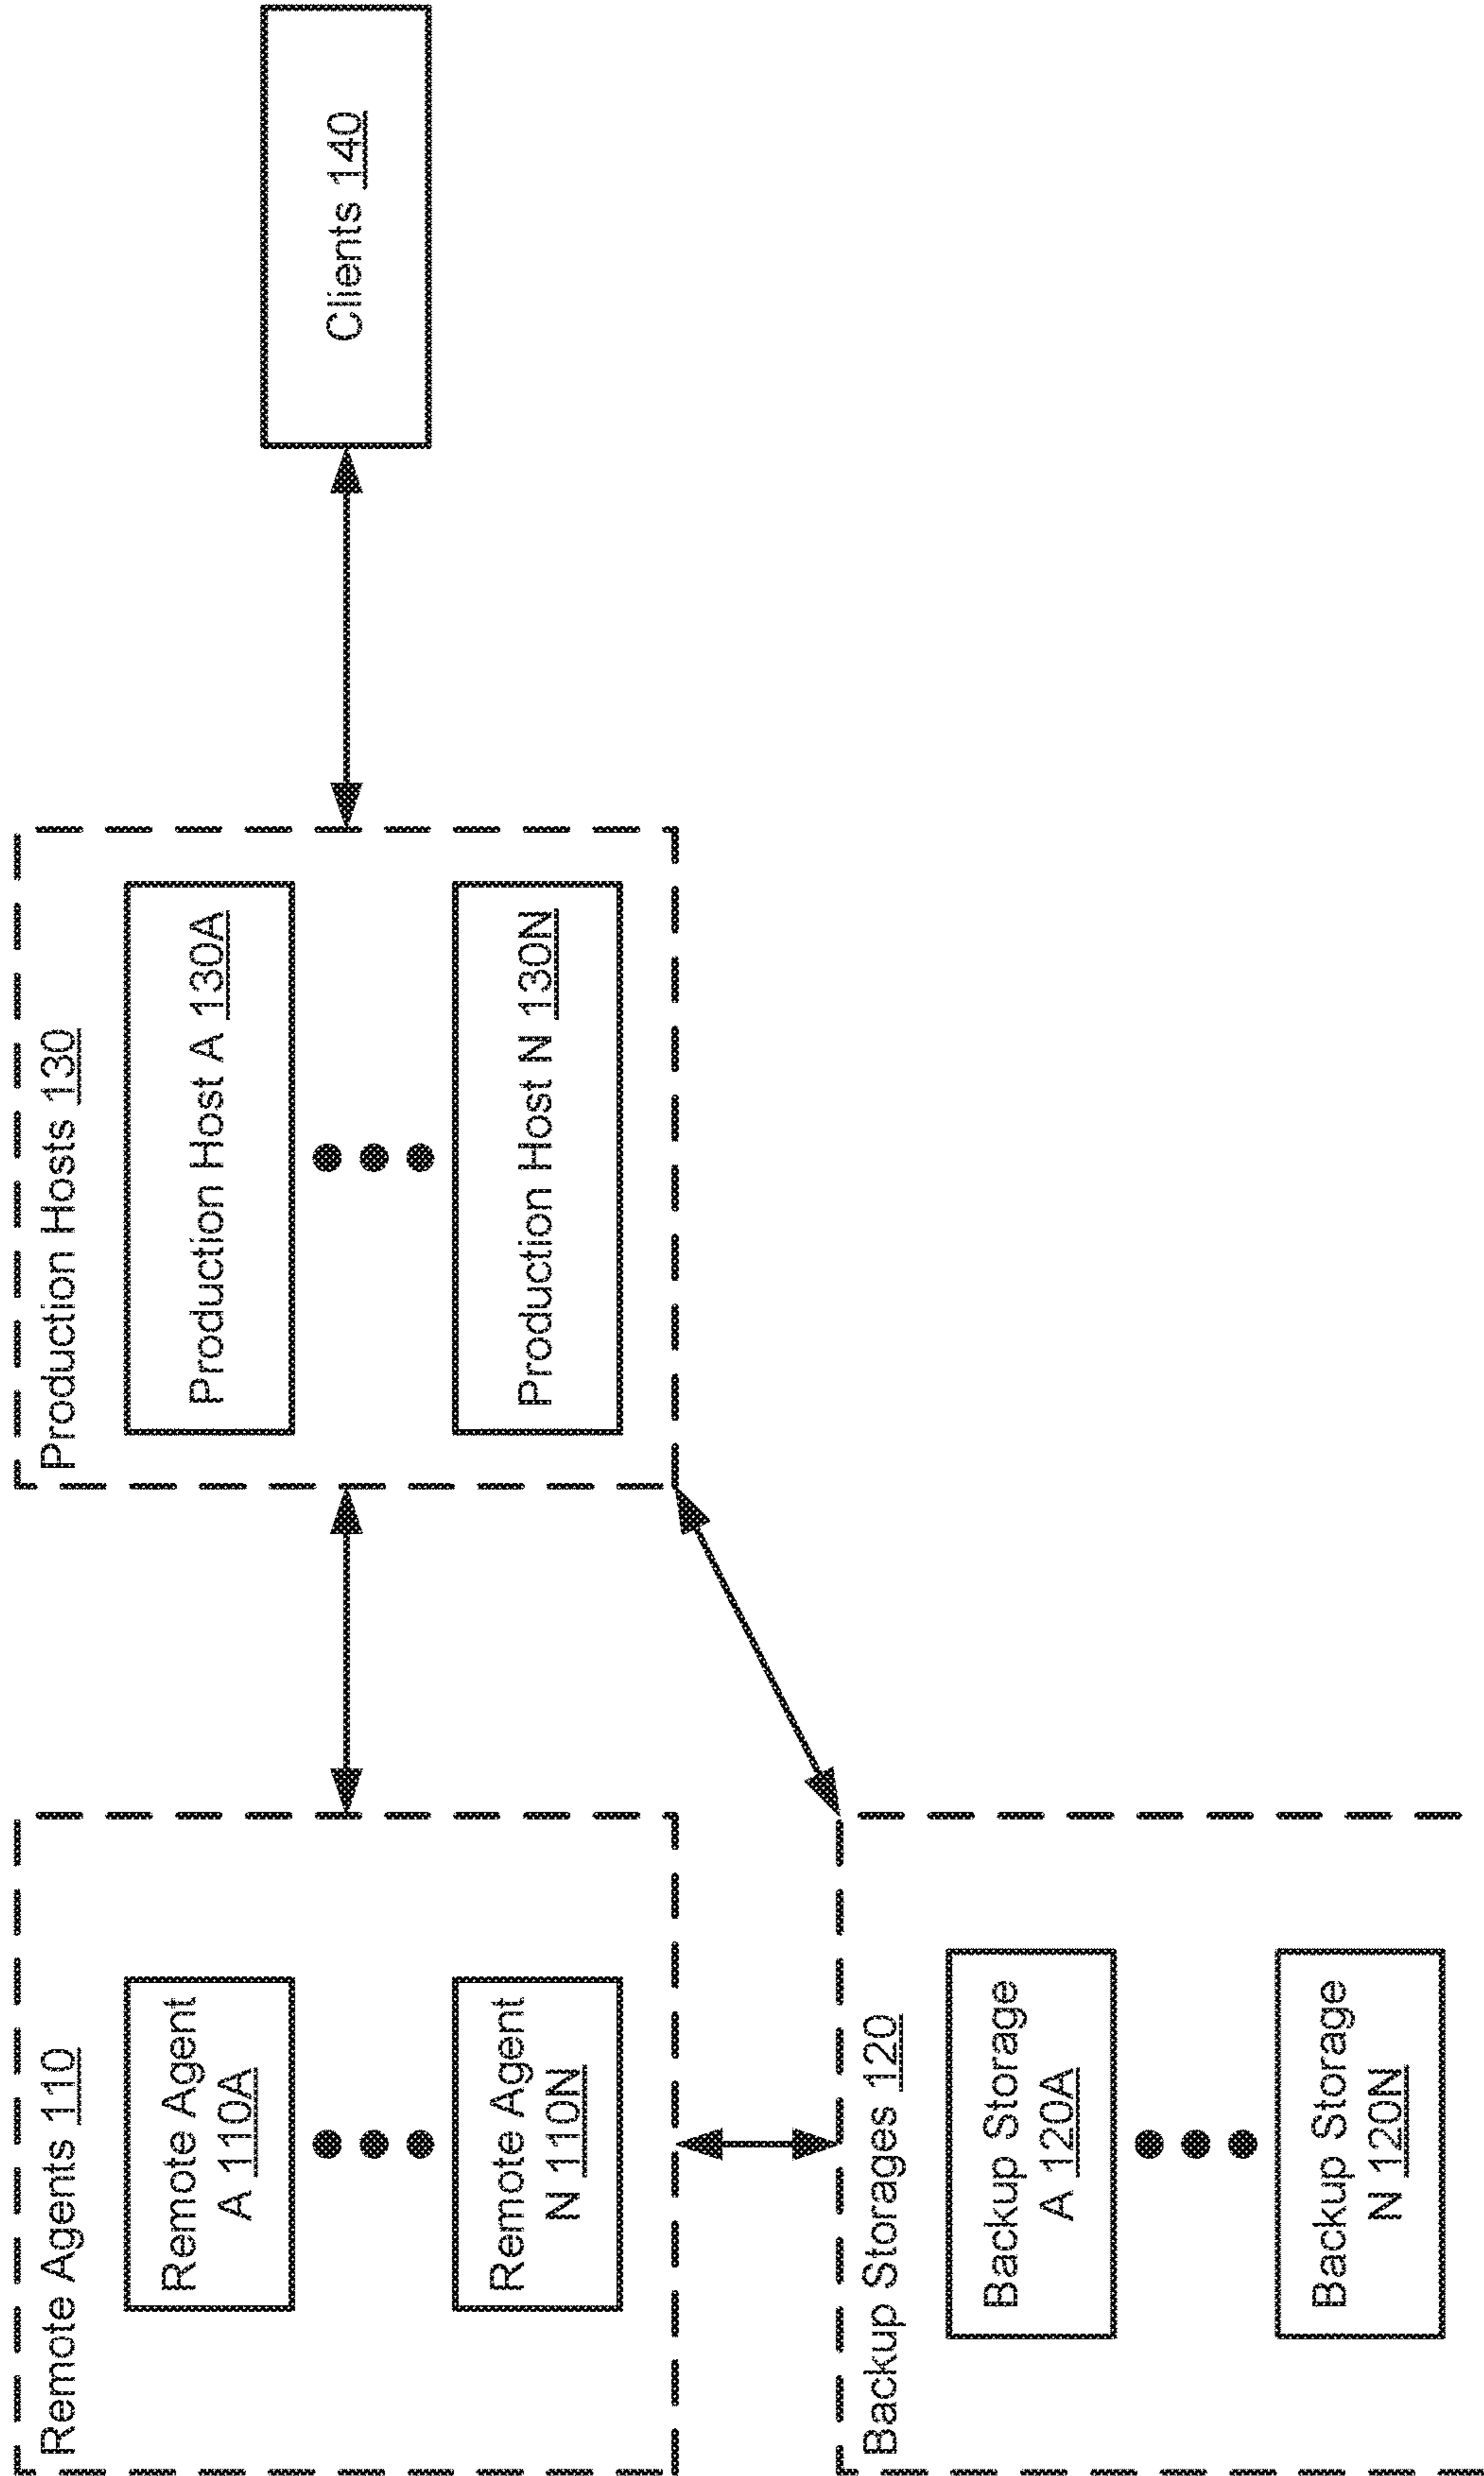 Remote Agents 110
Remote Agent
A 110A
Remote Agent
N 110N
Production Hosts 130
Production Host A 130A
Production Host N 130N
Clients 140
Backup Storages 120
Backup Storage
A 120A
Backup Storage
N 120N